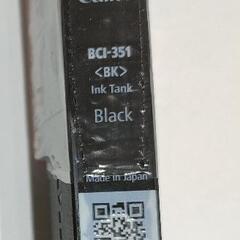 BCI-351
<BK>
Ink Tank
Black
Made in Japan